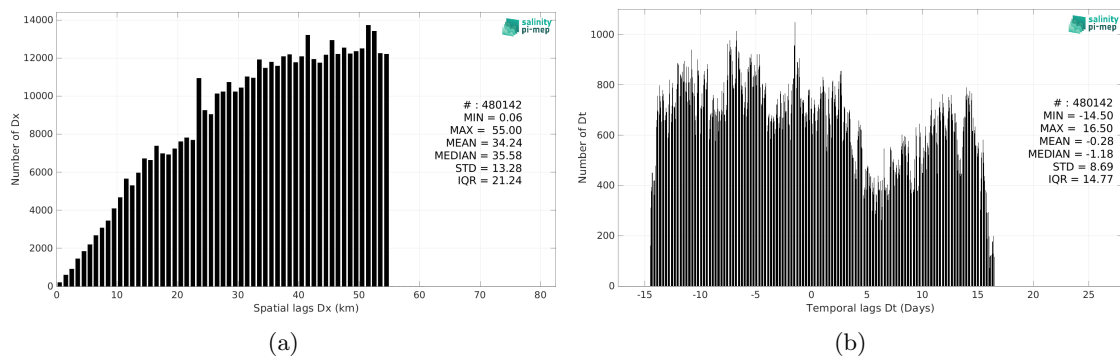 14000
12000
10000
8000
6000
4000
2000
0
Number of Dx
0 10 20 30 40 50 60 70 80
Spatial lags Dx (km)
salinity
pi-mep
# : 480142
MIN = 0.06
MAX = 55.00
MEAN = 34.24
MEDIAN = 35.58
STD = 13.28
IQR = 21.24
(a)
1000
800
600
400
200
0
Number of Dt
-15 -10 -5 0 5 10 15 20 25
Temporal lags Dt (Days)
salinity
pi-mep
# : 480142
MIN = -14.50
MAX = 16.50
MEAN = -0.28
MEDIAN = -1.18
STD = 8.69
IQR = 14.77
(b)